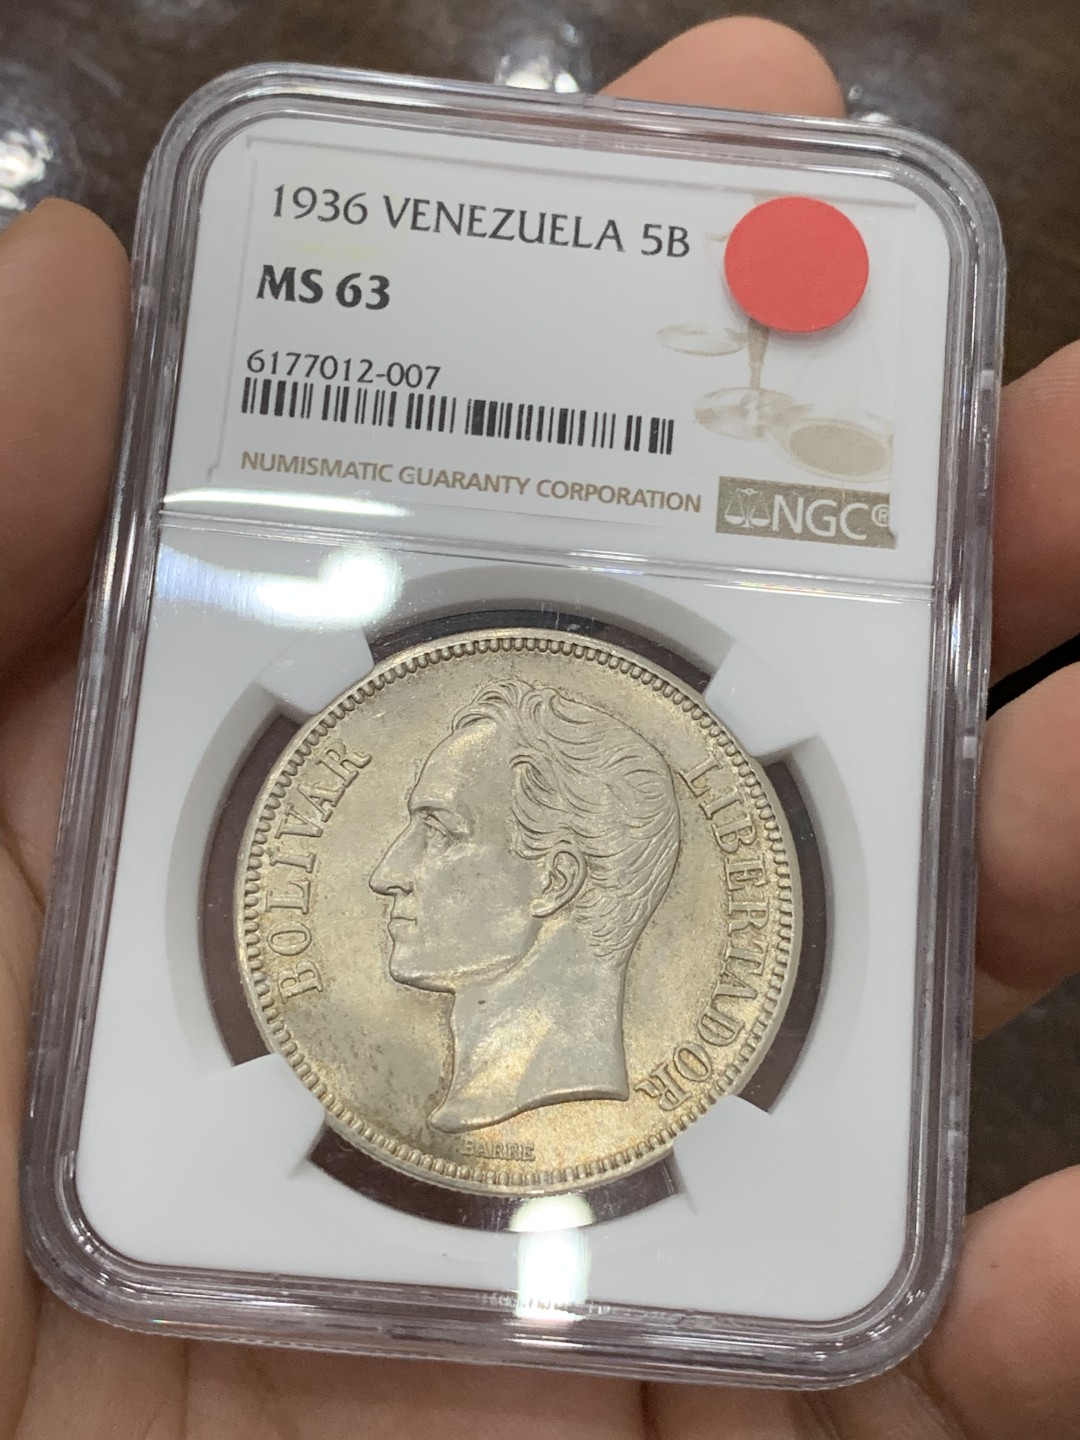 1936 VENEZUELA 5B
MS 63
6177012-007
NUMISMATIC GUARANTY CORPORATION
NGC®
BOLIVAR
LIBERTADOR
BARRE